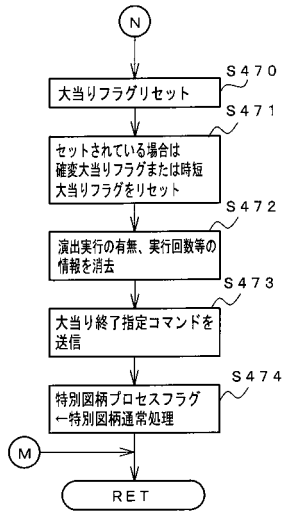 N
S470
大当りフラグリセット
S471
セットされている場合は
確変大当りフラグまたは時短
大当りフラグをリセット
S472
演出実行の有無、実行回数等の
情報を消去
S473
大当り終了指定コマンドを
送信
S474
特別図柄プロセスフラグ
←特別図柄通常処理
M
RET